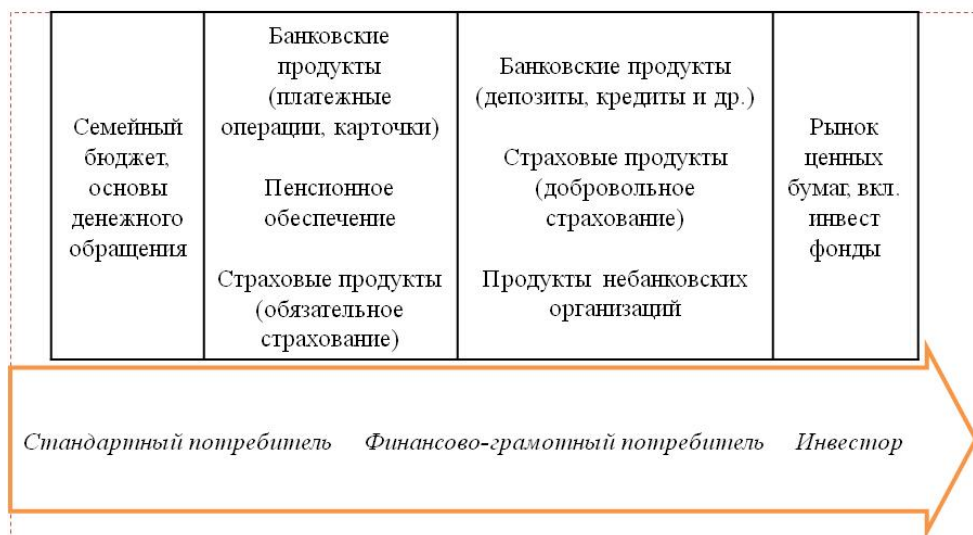 Семейный
бюджет,
основы
денежного
обращения
Банковские
продукты
(платежные
операции, карточки)
Пенсионное
обеспечение
Страховые продукты
(обязательное
страхование)
Банковские продукты
(депозиты, кредиты и др.)
Страховые продукты
(добровольное
страхование)
Продукты небанковских
организаций
Рынок
ценных
бумаг, вкл.
инвест
фонды
Стандартный потребитель Финансово-грамотный потребитель Инвестор